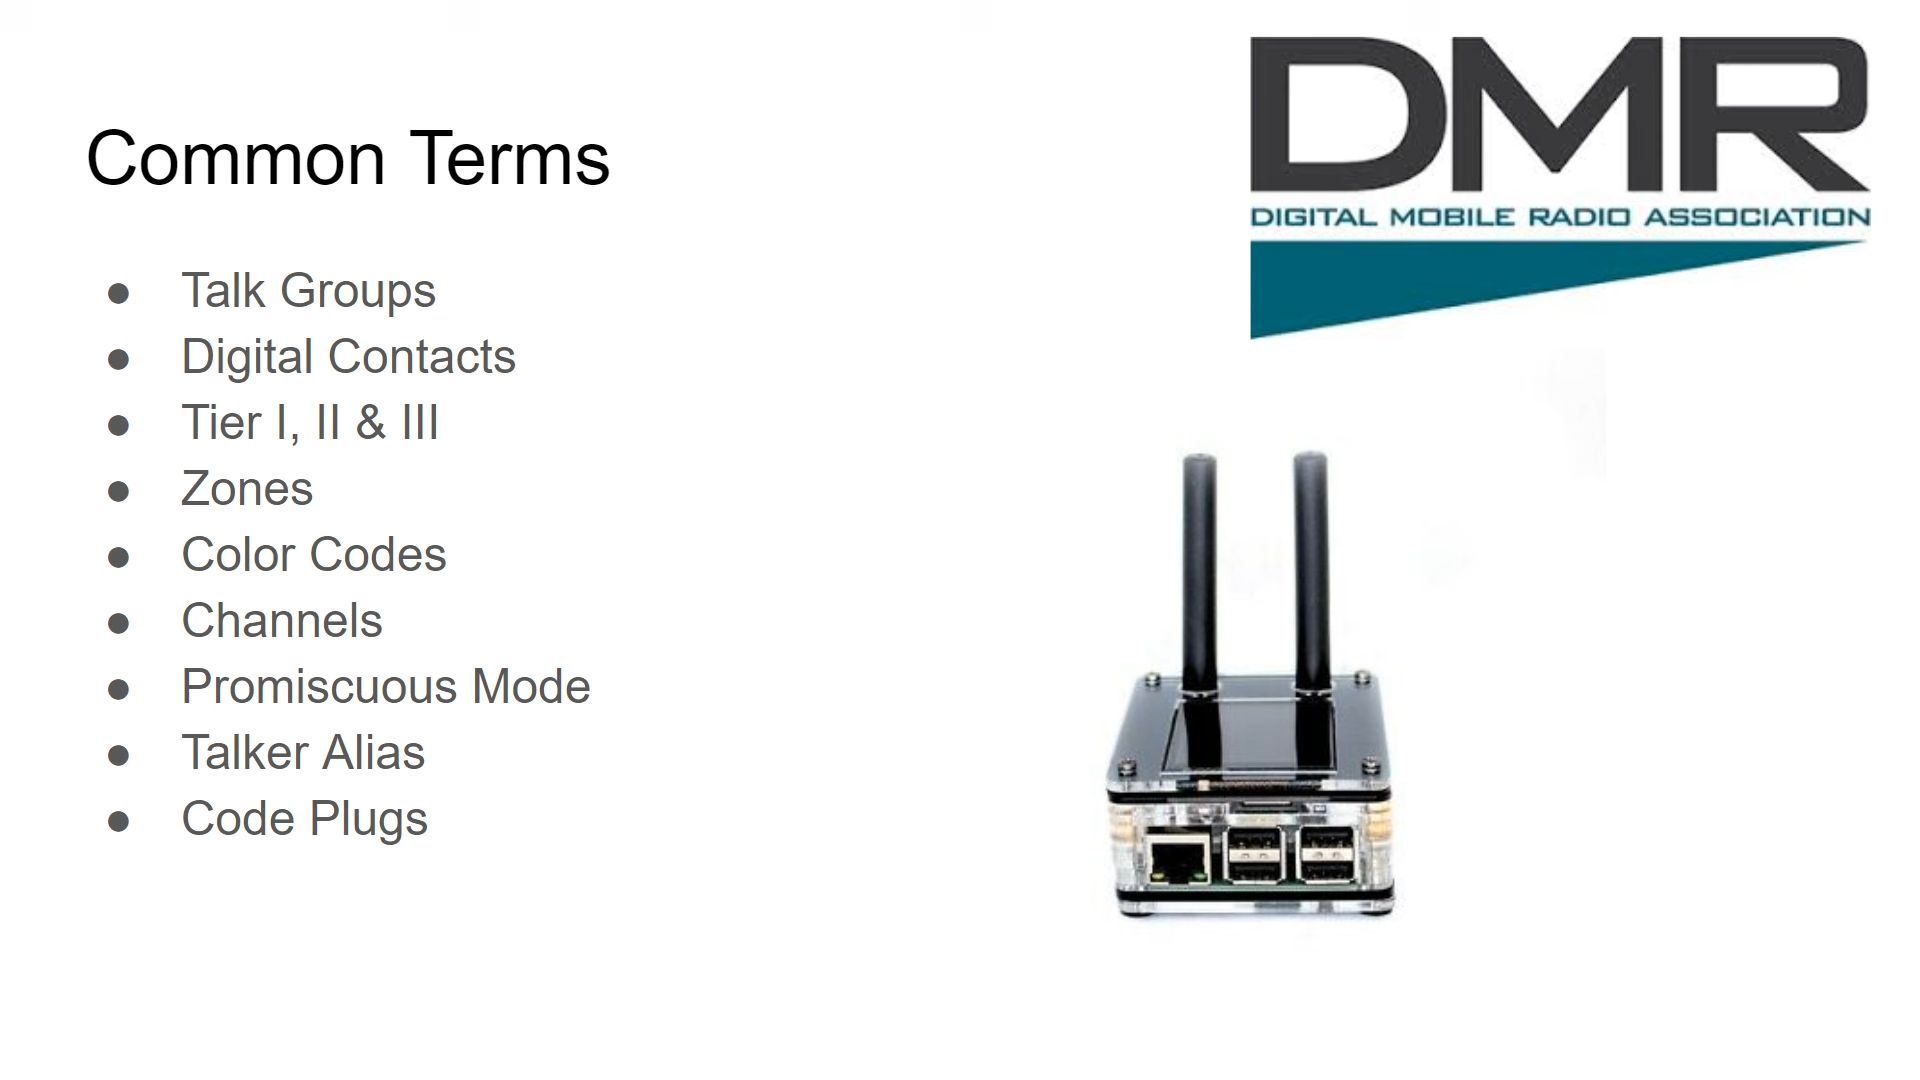 Common Terms
● Talk Groups
● Digital Contacts
● Tier I, II & III
● Zones
● Color Codes
● Channels
● Promiscuous Mode
● Talker Alias
● Code Plugs
DMR
DIGITAL MOBILE RADIO ASSOCIATION